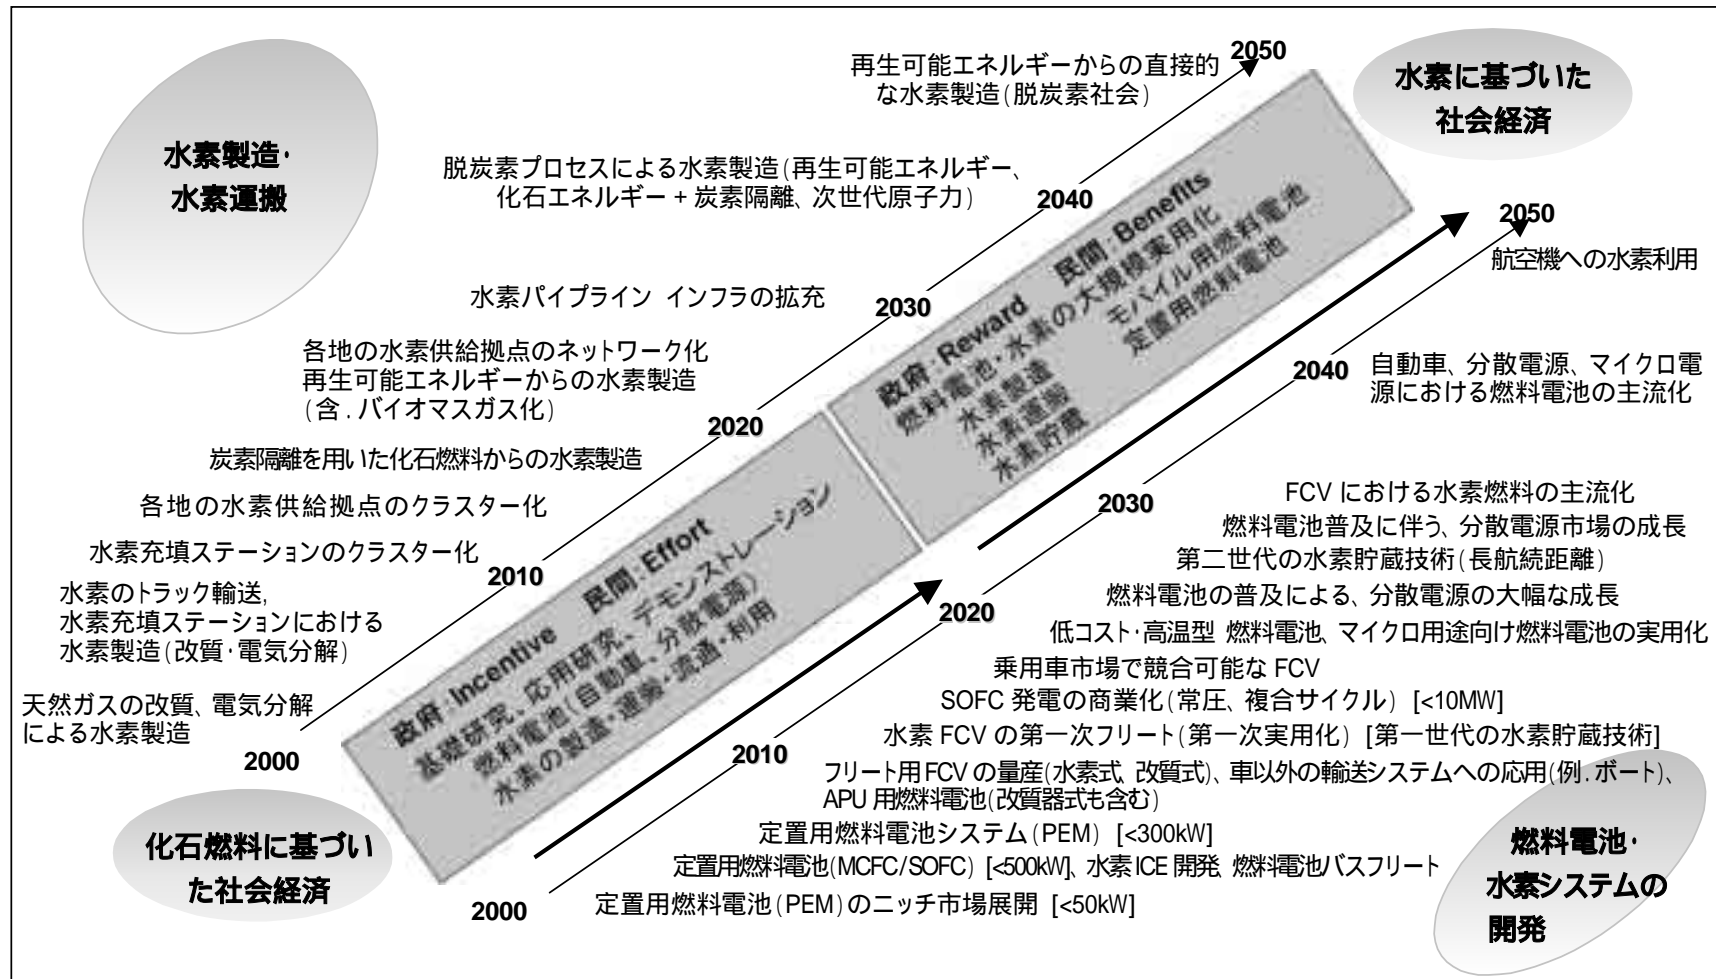 水素製造・
水素運搬
再生可能エネルギーからの直接的
な水素製造(脱炭素社会)
2050
水素に基づいた
社会経済
脱炭素プロセスによる水素製造(再生可能エネルギー、
化石エネルギー + 炭素隔離、次世代原子力)
2040
水素パイプライン インフラの拡充
2030
各地の水素供給拠点のネットワーク化
再生可能エネルギーからの水素製造
(含.バイオマスガス化)
2020
炭素隔離を用いた化石燃料からの水素製造
各地の水素供給拠点のクラスター化
水素充填ステーションのクラスター化
2010
水素のトラック輸送,
水素充填ステーションにおける
水素製造(改質・電気分解)
天然ガスの改質、電気分解
による水素製造
2000
化石燃料に基づい
た社会経済
政府:Incentive 民間:Effort
基礎研究、応用研究、デモンストレーション
燃料電池(自動車、分散電源)
水素の製造・運搬・流通・利用
政府:Reward 民間:Benefits
燃料電池・水素の大規模実用化
水素製造 モバイル用燃料電池
水素運搬 定置用燃料電池
水素貯蔵
2050
航空機への水素利用
2040
自動車、分散電源、マイクロ電
源における燃料電池の主流化
2030
FCV における水素燃料の主流化
燃料電池普及に伴う、分散電源市場の成長
第二世代の水素貯蔵技術(長航続距離)
燃料電池の普及による、分散電源の大幅な成長
2020
低コスト・高温型 燃料電池、マイクロ用途向け燃料電池の実用化
乗用車市場で競合可能な FCV
SOFC 発電の商業化(常圧、複合サイクル) [<10MW]
水素 FCV の第一次フリート(第一次実用化) [第一世代の水素貯蔵技術]
2010
フリート用 FCV の量産(水素式、改質式)、車以外の輸送システムへの応用(例.ボート)、
APU 用燃料電池(改質器式も含む)
定置用燃料電池システム(PEM) [<300kW]
定置用燃料電池(MCFC/SOFC) [<500kW]、水素 ICE 開発、燃料電池バスフリート
2000
定置用燃料電池(PEM)のニッチ市場展開 [<50kW]
燃料電池・
水素システムの
開発